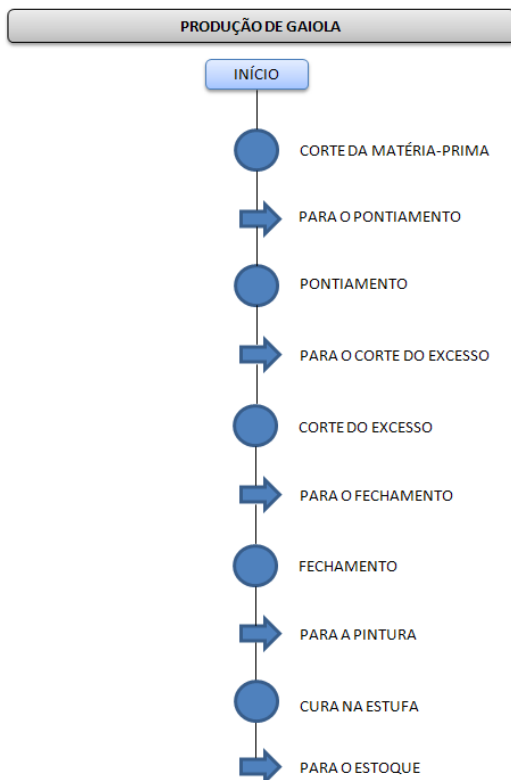 PRODUÇÃO DE GAIOLA
INÍCIO
CORTE DA MATÉRIA-PRIMA
PARA O PONTIAMENTO
PONTIAMENTO
PARA O CORTE DO EXCESSO
CORTE DO EXCESSO
PARA O FECHAMENTO
FECHAMENTO
PARA A PINTURA
CURA NA ESTUFA
PARA O ESTOQUE